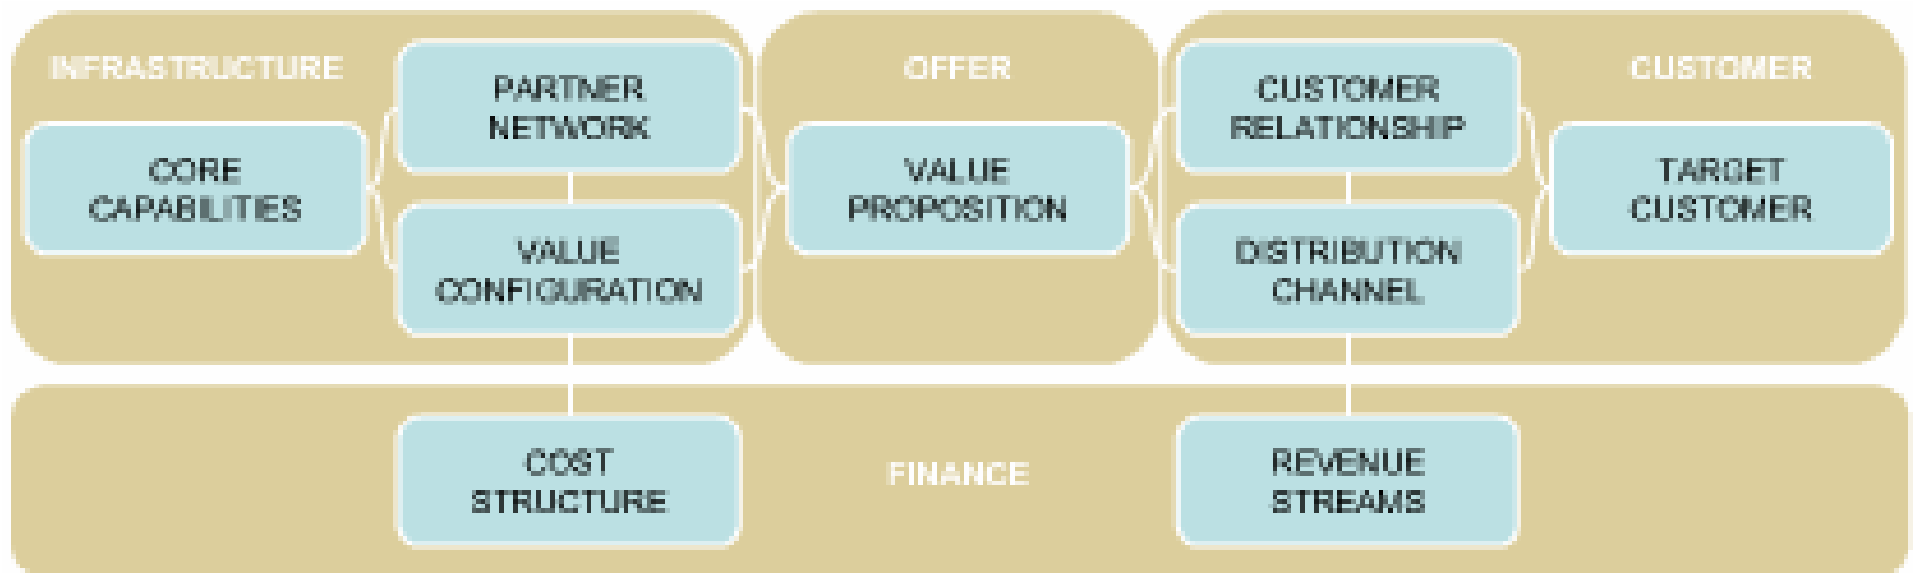 INFRASTRUCTURE
PARTNER
NETWORK
CORE
CAPABILITIES
VALUE
CONFIGURATION
OFFER
VALUE
PROPOSITION
CUSTOMER
CUSTOMER
RELATIONSHIP
TARGET
CUSTOMER
DISTRIBUTION
CHANNEL
COST
STRUCTURE
FINANCE
REVENUE
STREAMS